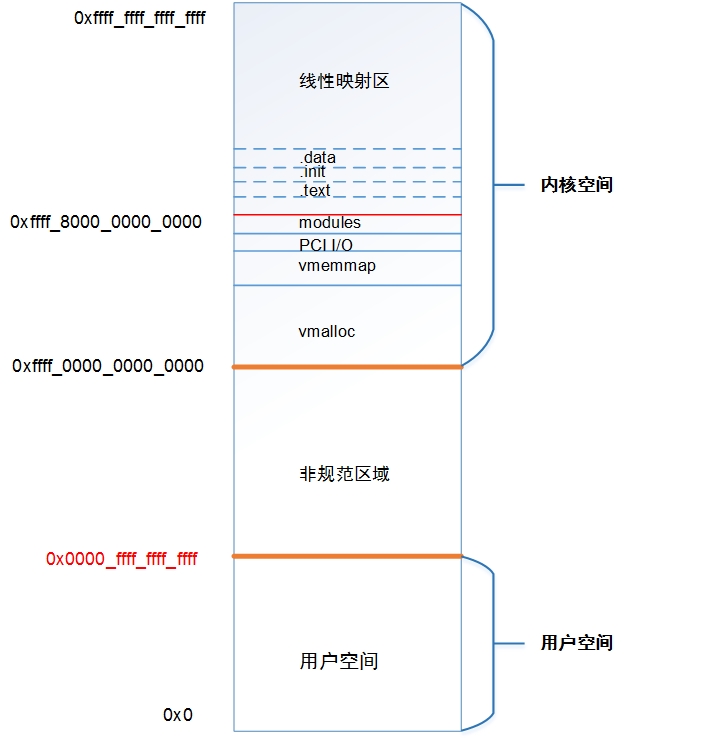 0xffff_ffff_ffff_ffff
线性映射区
.data
.init
.text
内核空间
0xffff_8000_0000_0000
modules
PCI I/O
vmemmap
vmalloc
0xffff_0000_0000_0000
非规范区域
0x0000_ffff_ffff_ffff
用户空间
用户空间
0x0